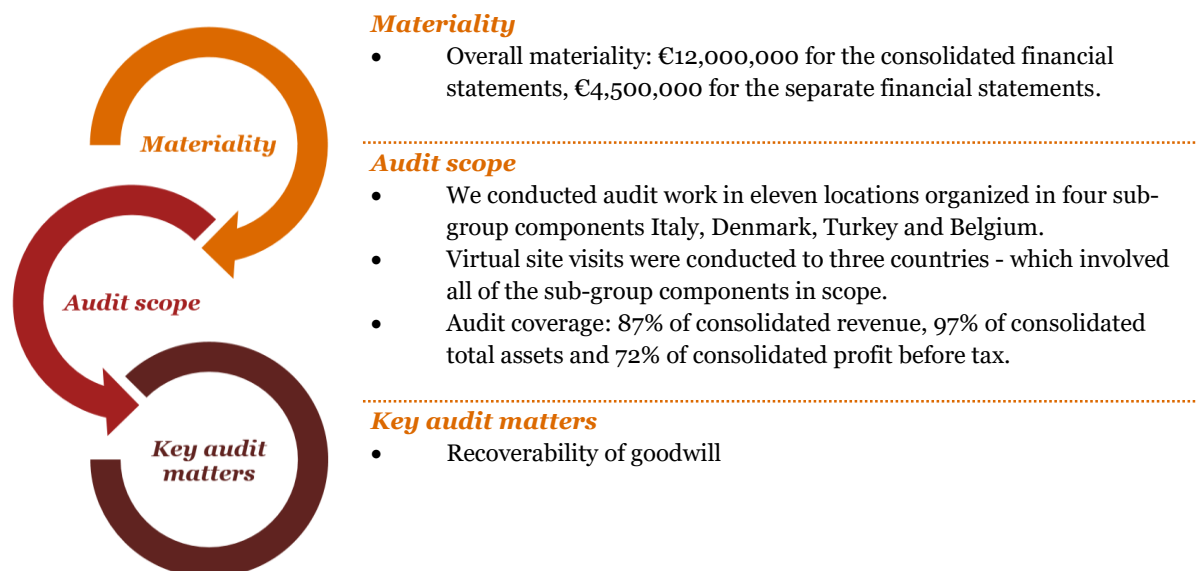 Materiality
• Overall materiality: €12,000,000 for the consolidated financial
statements, €4,500,000 for the separate financial statements.
Materiality
Audit scope
• We conducted audit work in eleven locations organized in four sub-
group components Italy, Denmark, Turkey and Belgium.
• Virtual site visits were conducted to three countries - which involved
all of the sub-group components in scope.
Audit scope
• Audit coverage: 87% of consolidated revenue, 97% of consolidated
total assets and 72% of consolidated profit before tax.
Key audit matters
• Recoverability of goodwill
Key audit
matters